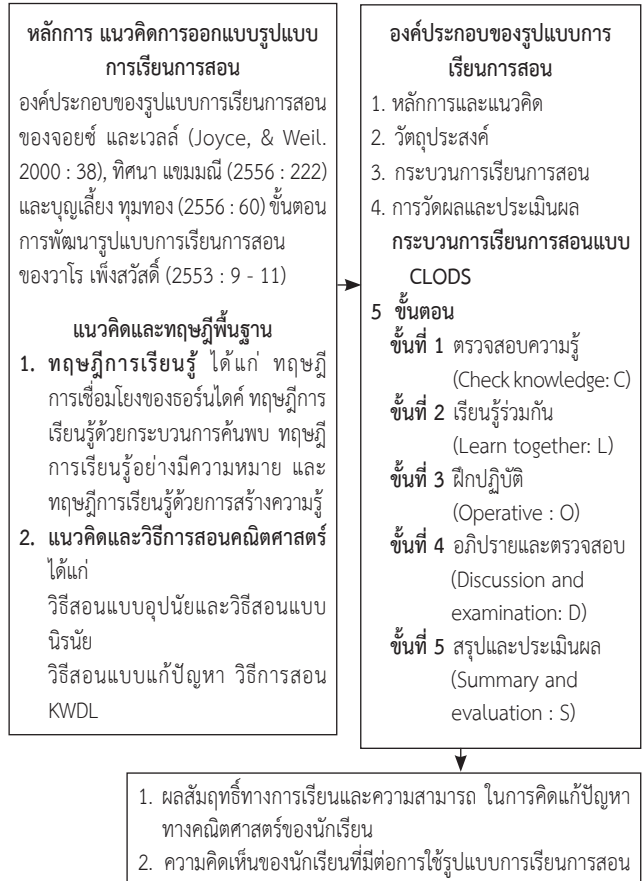 หลักการ แนวคิดการออกแบบรูปแบบ
การเรียนการสอน
องค์ประกอบของรูปแบบการเรียนการสอน
ของจอยซ์ และเวลล์ (Joyce, & Weil.
2000 : 38), ทิศนา แขมมณี (2556 : 222)
และบุญเลี้ยง ทุมทอง (2556 : 60) ขั้นตอน
การพัฒนารูปแบบการเรียนการสอน
ของวาโร เพ็งสวัสดิ์ (2553 : 9 - 11)
แนวคิดและทฤษฎีพื้นฐาน
1. ทฤษฎีการเรียนรู้ ได้แก่ ทฤษฎี
การเชื่อมโยงของธอร์นไดค์ ทฤษฎีการ
เรียนรู้ด้วยกระบวนการค้นพบ ทฤษฎี
การเรียนรู้อย่างมีความหมาย และ
ทฤษฎีการเรียนรู้ด้วยการสร้างความรู้
2. แนวคิดและวิธีการสอนคณิตศาสตร์
ได้แก่
วิธีสอนแบบอุปนัยและวิธีสอนแบบ
นิรนัย
วิธีสอนแบบแก้ปัญหา วิธีการสอน
KWDL
องค์ประกอบของรูปแบบการ
เรียนการสอน
1. หลักการและแนวคิด
2. วัตถุประสงค์
3. กระบวนการเรียนการสอน
4. การวัดผลและประเมินผล
กระบวนการเรียนการสอนแบบ
CLODS
5 ขั้นตอน
ขั้นที่ 1 ตรวจสอบความรู้
(Check knowledge: C)
ขั้นที่ 2 เรียนรู้ร่วมกัน
(Learn together: L)
ขั้นที่ 3 ฝึกปฏิบัติ
(Operative : O)
ขั้นที่ 4 อภิปรายและตรวจสอบ
(Discussion and
examination: D)
ขั้นที่ 5 สรุปและประเมินผล
(Summary and
evaluation : S)
1. ผลสัมฤทธิ์ทางการเรียนและความสามารถ ในการคิดแก้ปัญหา
ทางคณิตศาสตร์ของนักเรียน
2. ความคิดเห็นของนักเรียนที่มีต่อการใช้รูปแบบการเรียนการสอน